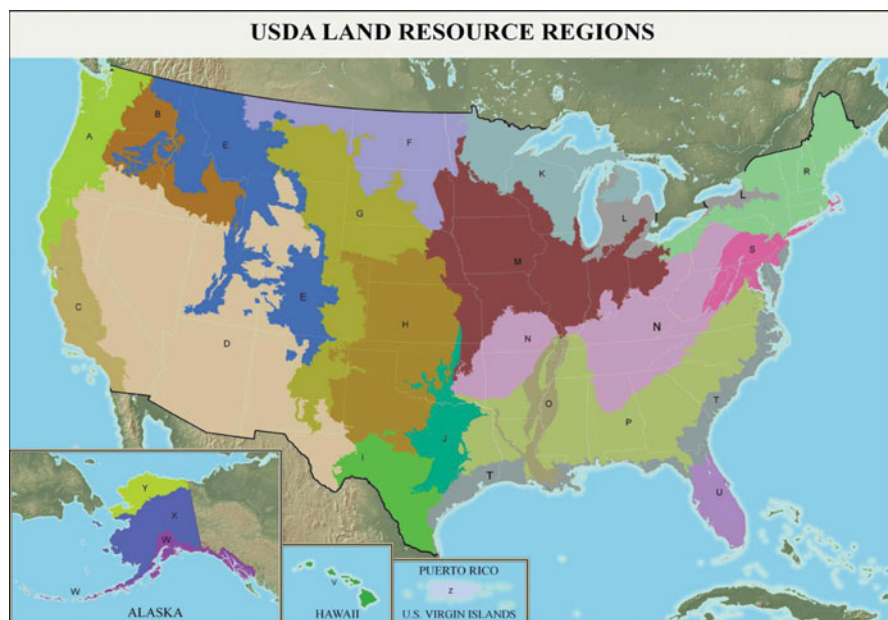 USDA LAND RESOURCE REGIONS
A
B
E
F
K
R
L
L
G
M
S
C
E
H
N
N
D
O
T
P
J
I
T
U
Y
X
W
W
ALASKA
V
HAWAII
PUERTO RICO
Z
U.S. VIRGIN ISLANDS